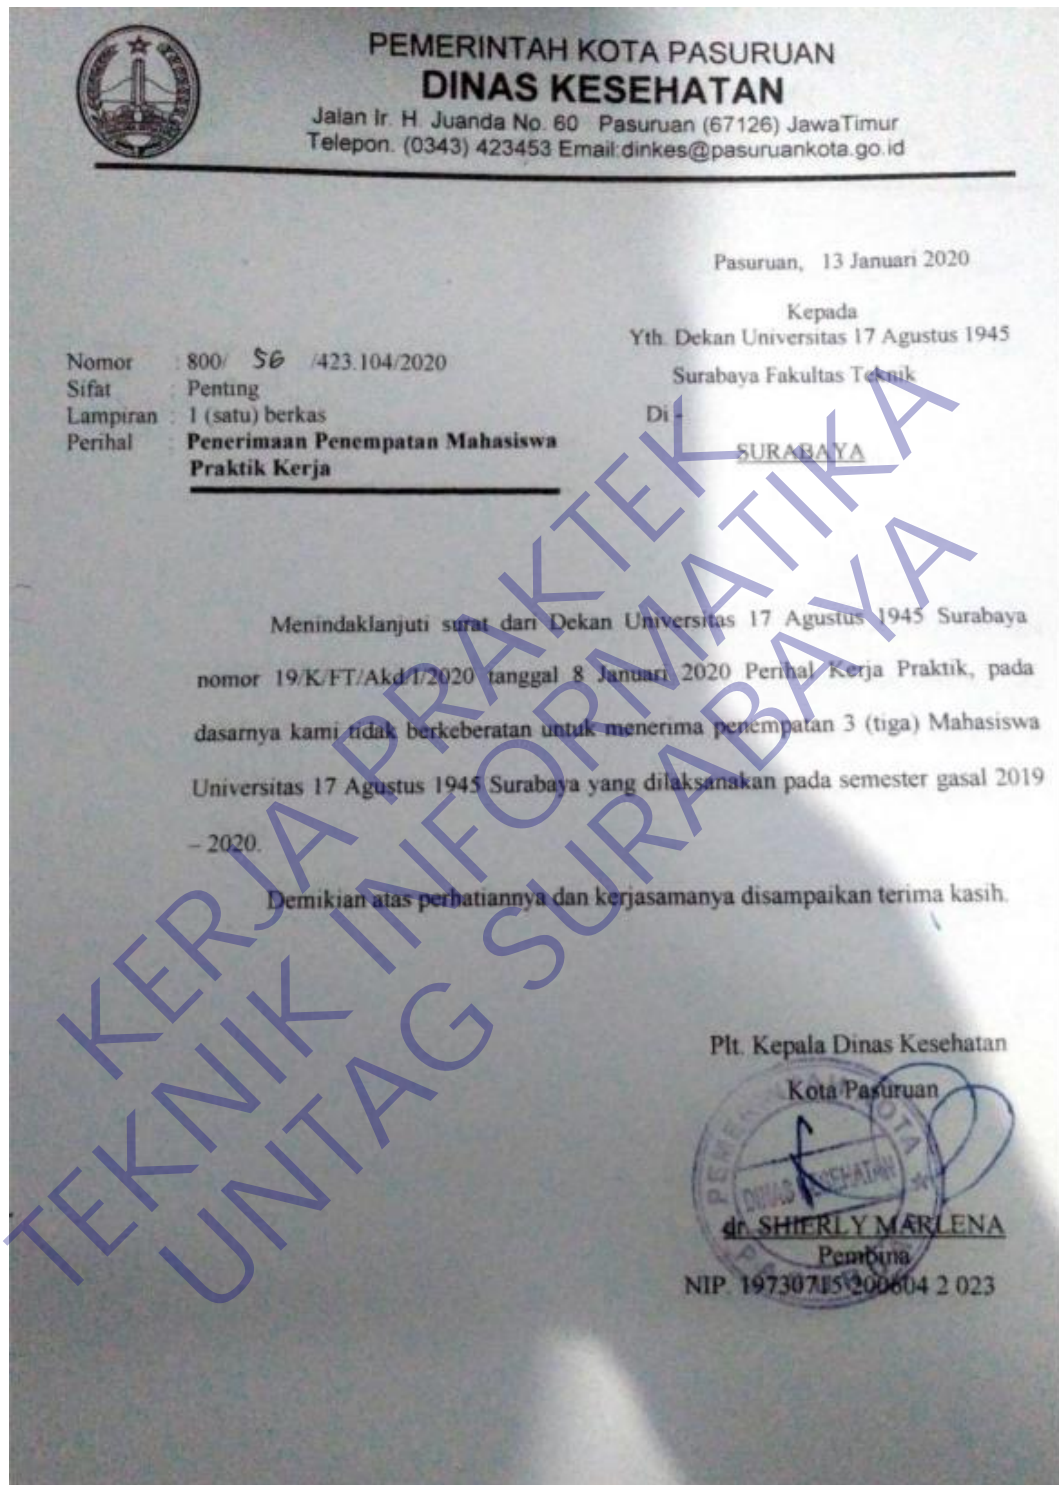 PEMERINTAH KOTA PASURUAN
DINAS KESEHATAN
Jalan Ir. H. Juanda No. 60 Pasuruan (67126) JawaTimur
Telepon. (0343) 423453 Email:dinkes@pasuruankota.go.id
Pasuruan, 13 Januari 2020
Kepada
Yth. Dekan Universitas 17 Agustus 1945
Surabaya Fakultas Teknik
Di -
SURABAYA
Nomor : 800/ 56 /423.104/2020
Sifat : Penting
Lampiran : 1 (satu) berkas
Perihal : Penerimaan Penempatan Mahasiswa
Praktik Kerja
Menindaklanjuti surat dari Dekan Universitas 17 Agustus 1945 Surabaya
nomor 19/K/FT/Akd/I/2020 tanggal 8 Januari 2020 Perihal Kerja Praktik, pada
dasarnya kami tidak berkeberatan untuk menerima penempatan 3 (tiga) Mahasiswa
Universitas 17 Agustus 1945 Surabaya yang dilaksanakan pada semester gasal 2019
– 2020.
Demikian atas perhatiannya dan kerjasamanya disampaikan terima kasih.
Plt. Kepala Dinas Kesehatan
Kota Pasuruan
PEMERINTAH KOTA
DINAS KESEHATAN
PASURUAN
dr. SHIERLY MARLENA
Pembina
NIP. 19730715 200604 2 023
KERJA PRAKTEK
TEKNIK INFORMATIKA
UNTAG SURABAYA